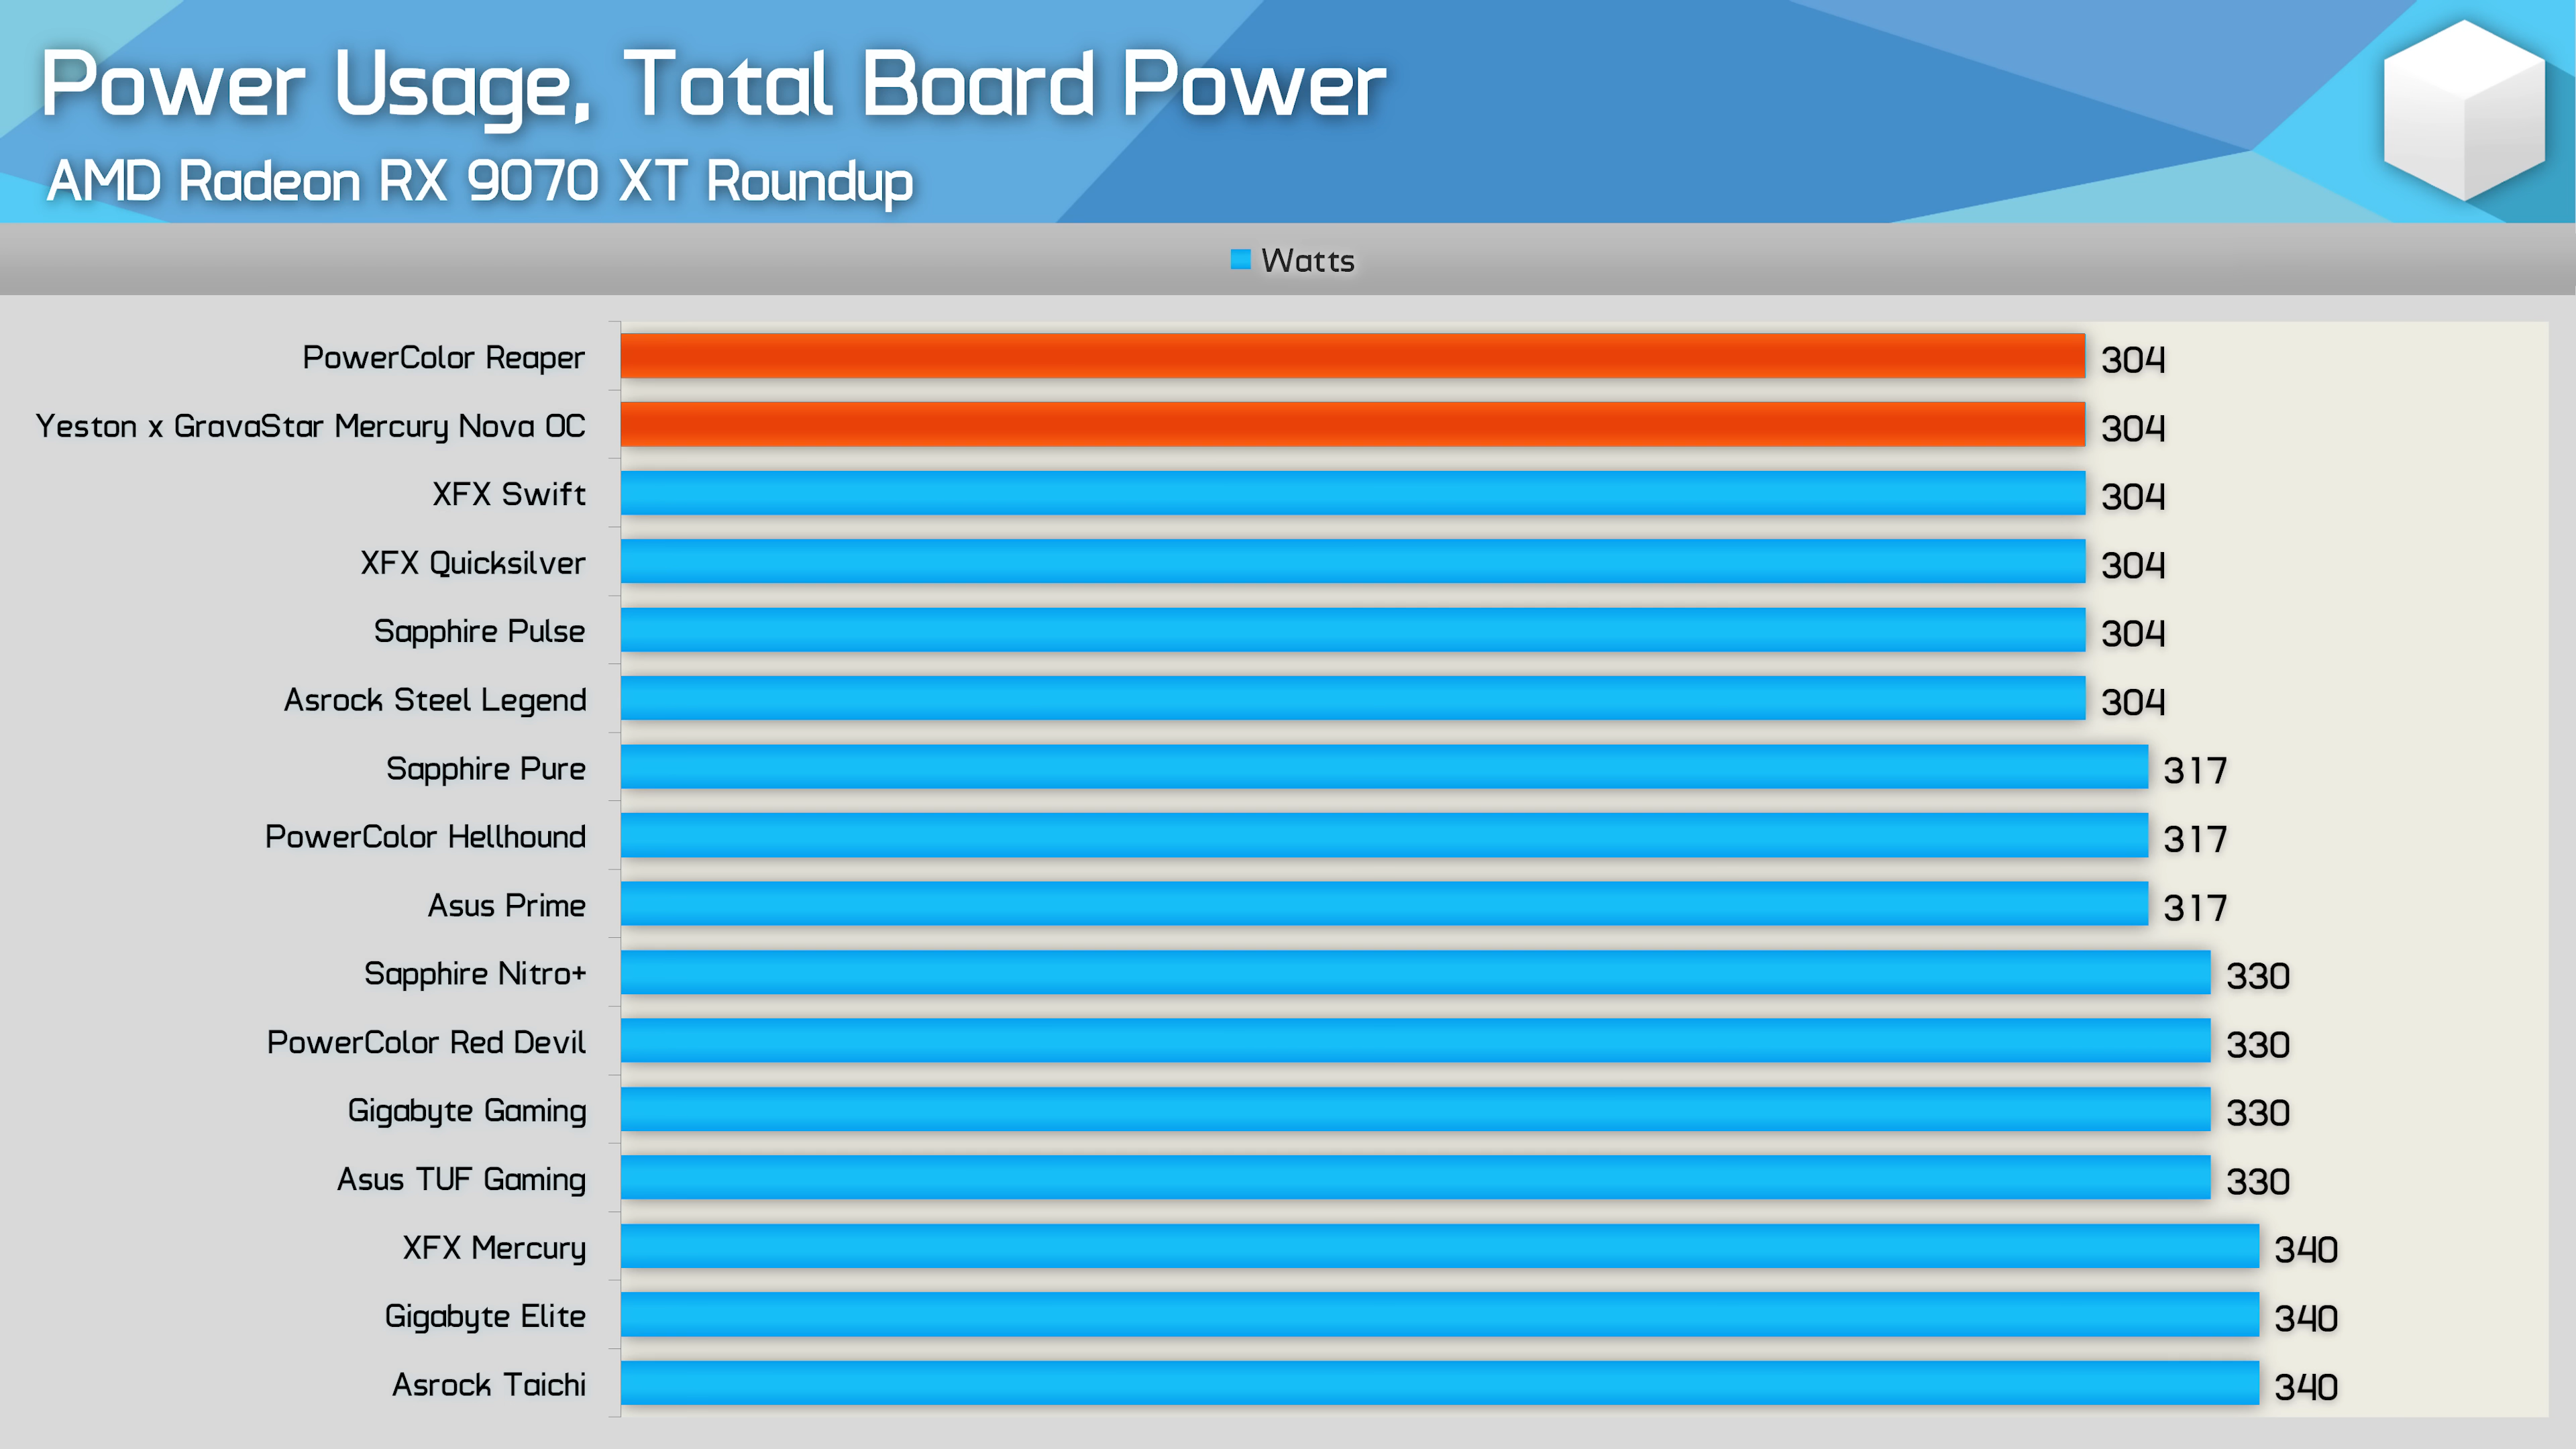 Power Usage, Total Board Power
AMD Radeon RX 9070 XT Roundup
Watts
PowerColor Reaper 304
Yeston x GravaStar Mercury Nova OC 304
XFX Swift 304
XFX Quicksilver 304
Sapphire Pulse 304
Asrock Steel Legend 304
Sapphire Pure 317
PowerColor Hellhound 317
Asus Prime 317
Sapphire Nitro+ 330
PowerColor Red Devil 330
Gigabyte Gaming 330
Asus TUF Gaming 330
XFX Mercury 340
Gigabyte Elite 340
Asrock Taichi 340